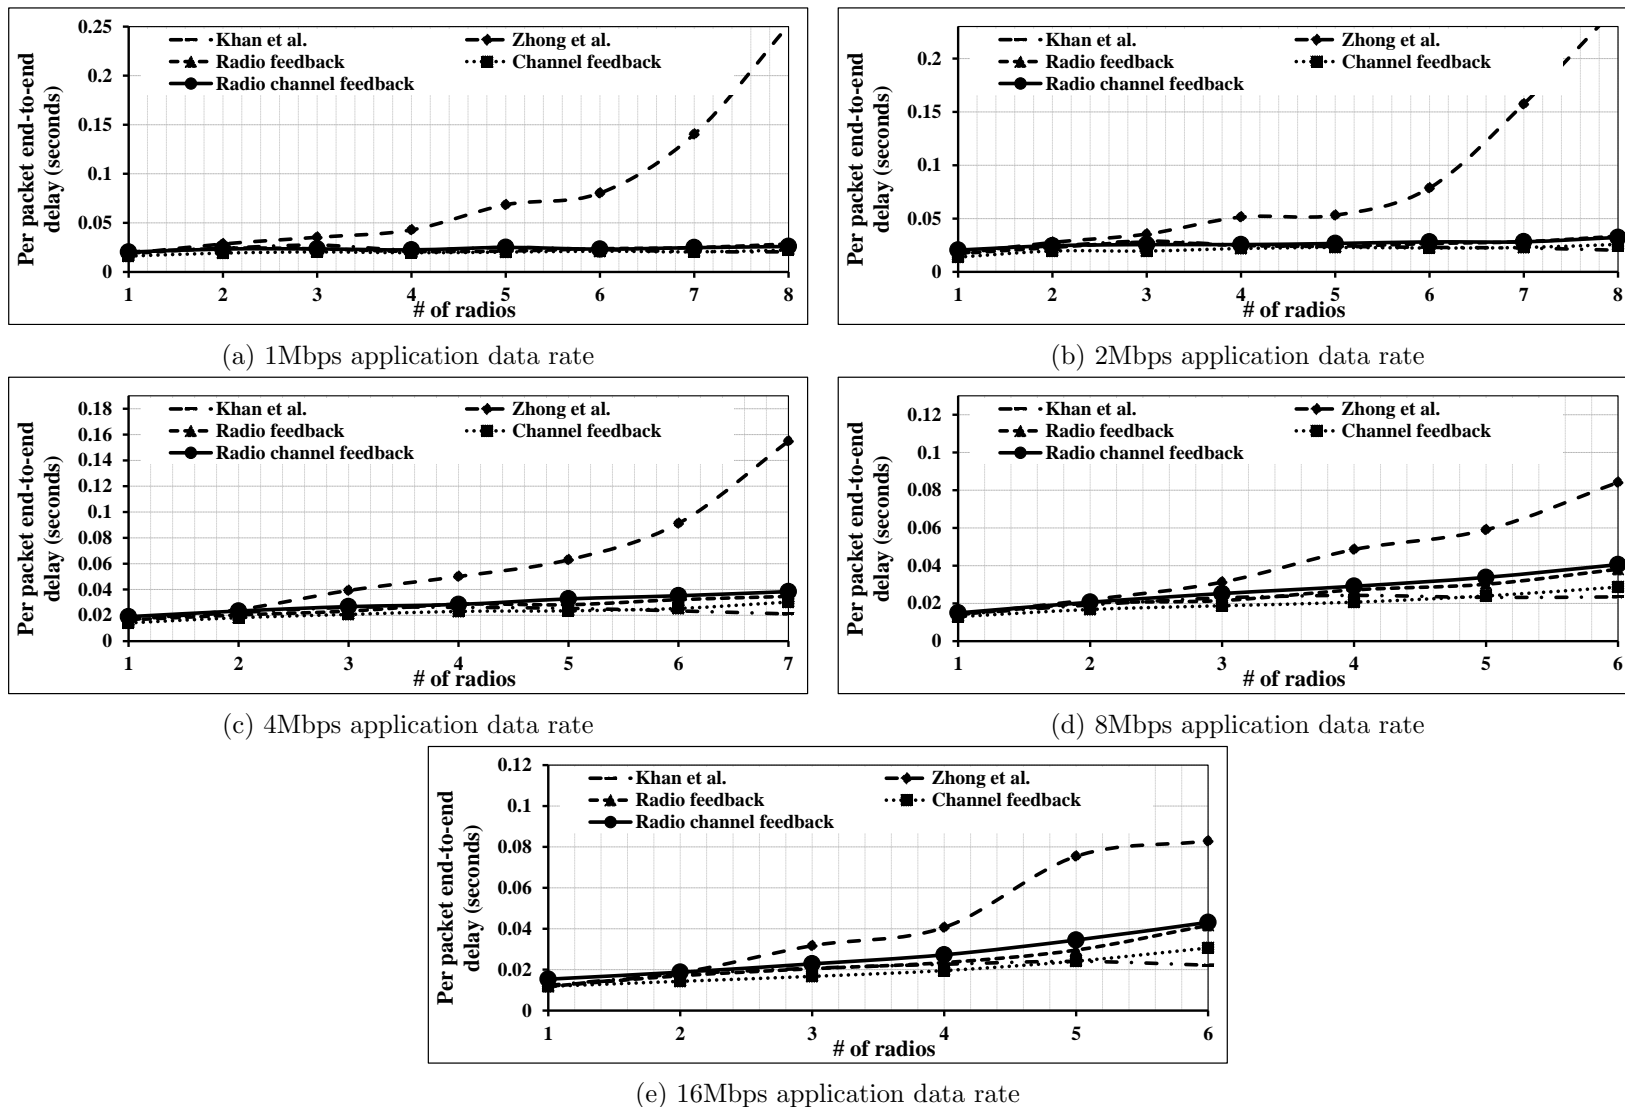 0.25
0.2
0.15
0.1
0.05
0
Per packet end-to-end
delay (seconds)
Khan et al.
Zhong et al.
Radio feedback
Channel feedback
Radio channel feedback
1 2 3 4 5 6 7 8
# of radios
(a) 1Mbps application data rate
0.2
0.15
0.1
0.05
0
Per packet end-to-end
delay (seconds)
Khan et al.
Zhong et al.
Radio feedback
Channel feedback
Radio channel feedback
1 2 3 4 5 6 7 8
# of radios
(b) 2Mbps application data rate
0.18
0.16
0.14
0.12
0.1
0.08
0.06
0.04
0.02
0
Per packet end-to-end
delay (seconds)
Khan et al.
Zhong et al.
Radio feedback
Channel feedback
Radio channel feedback
1 2 3 4 5 6 7
# of radios
(c) 4Mbps application data rate
0.12
0.1
0.08
0.06
0.04
0.02
0
Per packet end-to-end
delay (seconds)
Khan et al.
Zhong et al.
Radio feedback
Channel feedback
Radio channel feedback
1 2 3 4 5 6
# of radios
(d) 8Mbps application data rate
0.12
0.1
0.08
0.06
0.04
0.02
0
Per packet end-to-end
delay (seconds)
Khan et al.
Zhong et al.
Radio feedback
Channel feedback
Radio channel feedback
1 2 3 4 5 6
# of radios
(e) 16Mbps application data rate